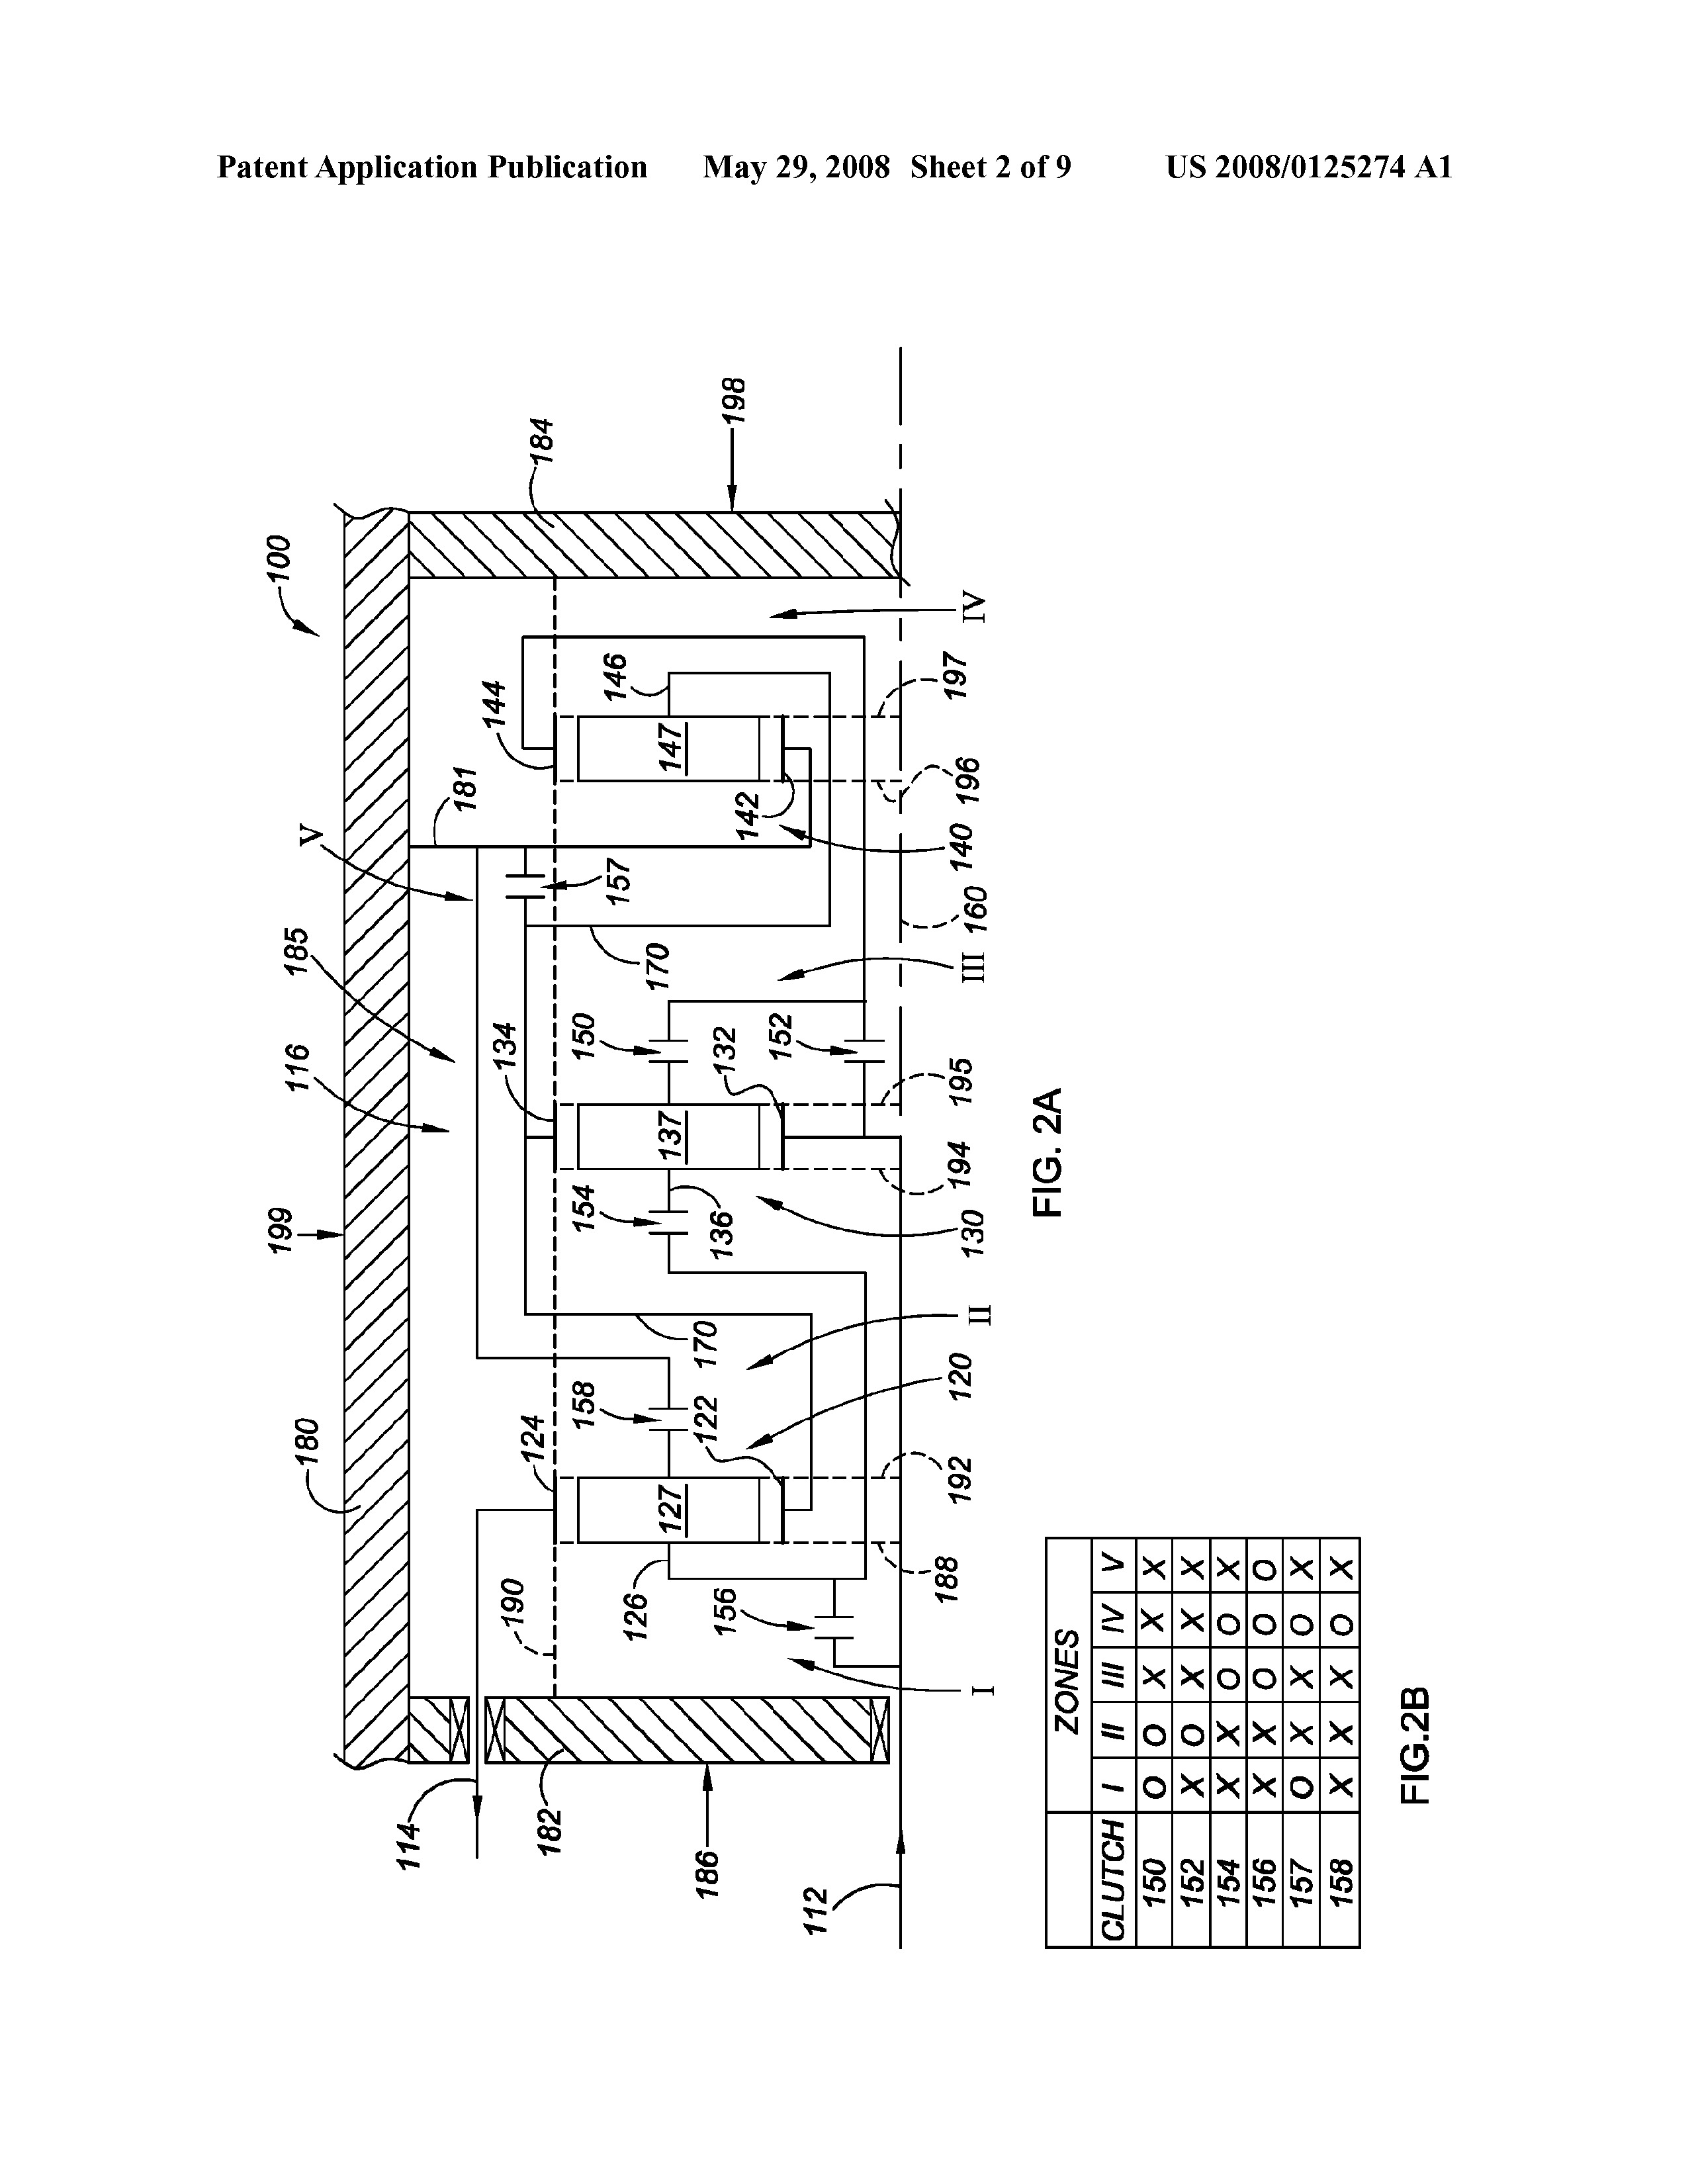 Patent Application Publication May 29, 2008 Sheet 2 of 9 US 2008/0125274 A1
100
199
116
185
V
180
114
182
186
112
190
124
126
127
158
122
156
120
170
188
192
I
II
134
154
136
137
150
132
152
130
194
195
170
157
181
III
160
140
144
146
147
142
196
197
IV
184
198
FIG. 2A
ZONES
CLUTCH I II III IV V
150 O O X X X
152 X O X X X
154 X X O O X
156 X X O O O
157 O X X O X
158 X X X O X
FIG.2B